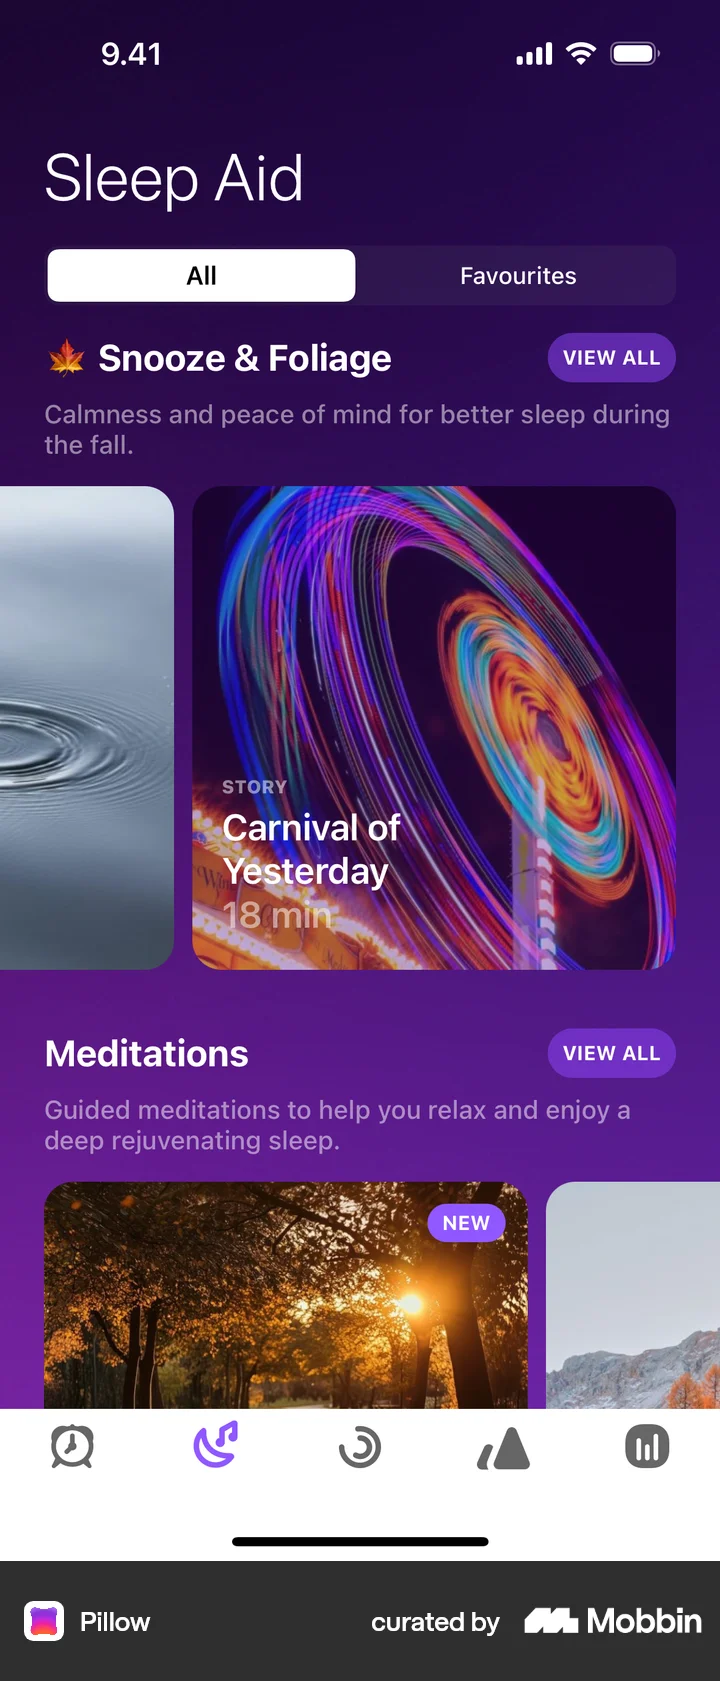 9.41
Sleep Aid
All
Favourites
🍁 Snooze & Foliage
VIEW ALL
Calmness and peace of mind for better sleep during
the fall.
STORY
Carnival of
Yesterday
18 min
Meditations
VIEW ALL
Guided meditations to help you relax and enjoy a
deep rejuvenating sleep.
NEW
Pillow
curated by
Mobbin